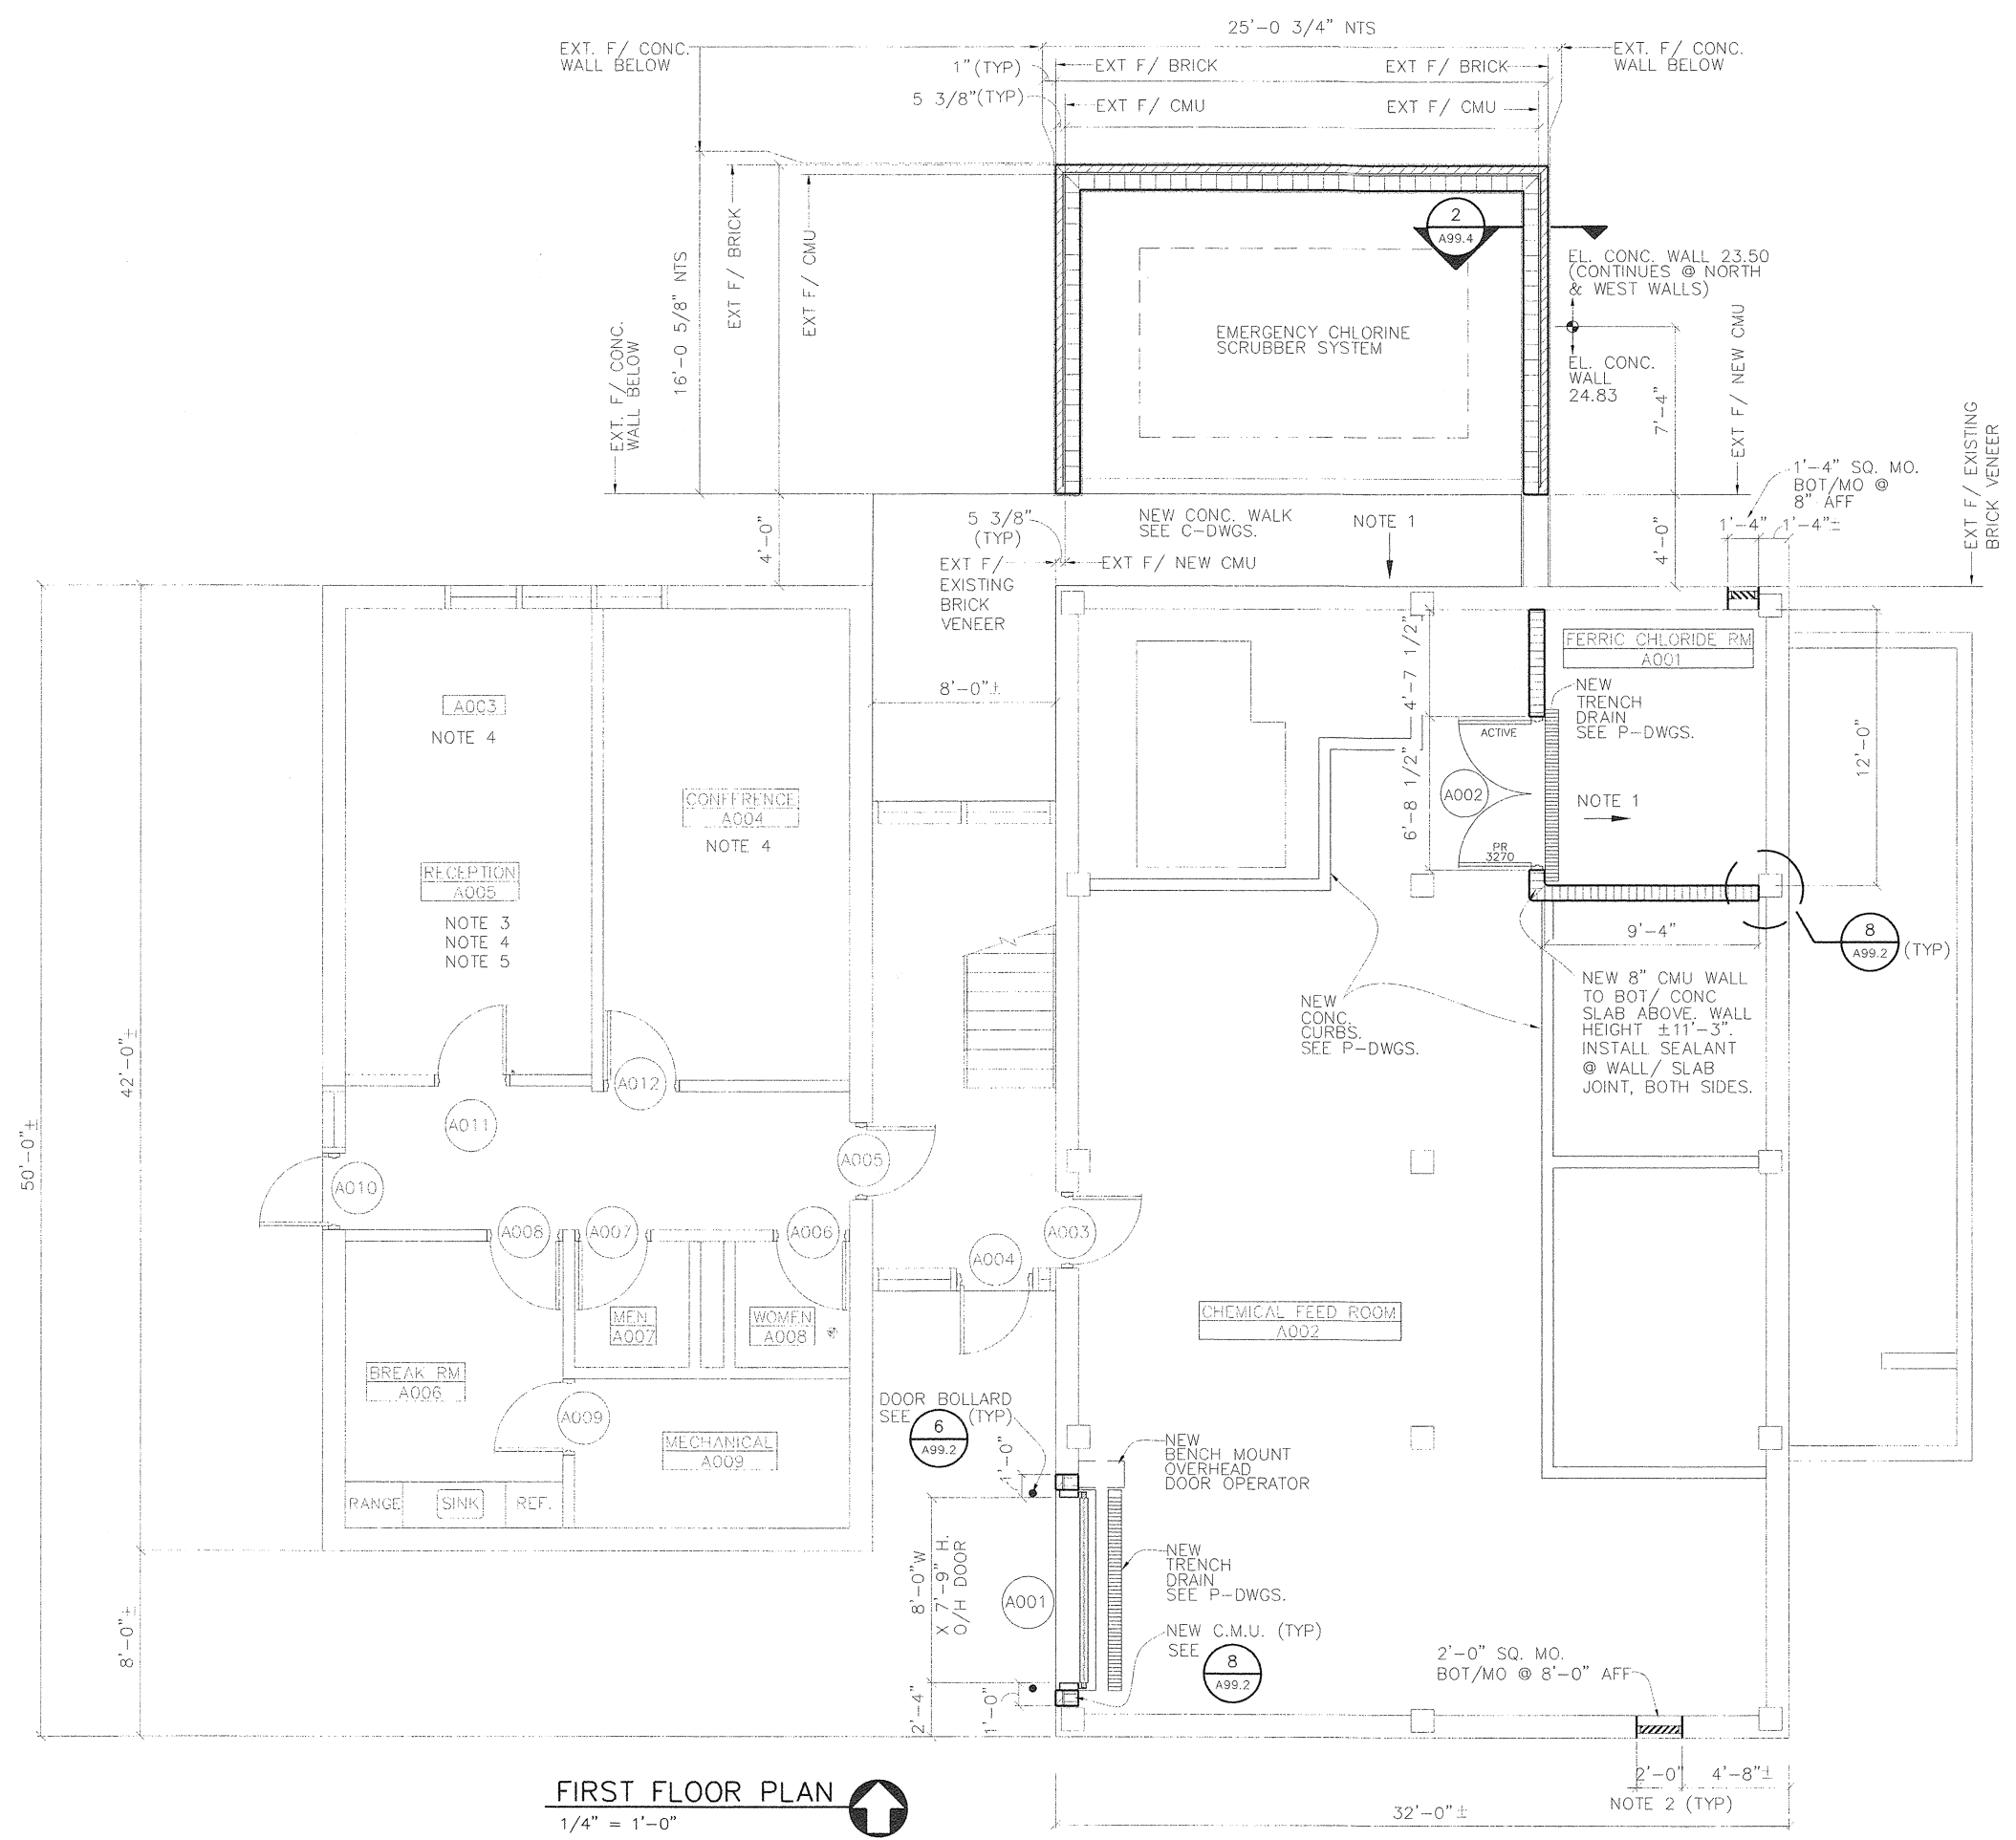 25'-0 3/4" NTS
EXT. F/ CONC.
WALL BELOW
EXT. F/ CONC.
WALL BELOW
1"(TYP)
EXT F/ BRICK
EXT F/ BRICK
5 3/8"(TYP)
EXT F/ CMU
EXT F/ CMU
EXT F/ BRICK
EXT F/ CMU
16'-0 5/8" NTS
EXT. F/ CONC.
WALL BELOW
2
A99.4
EL. CONC. WALL 23.50
(CONTINUES @ NORTH
& WEST WALLS)
EMERGENCY CHLORINE
SCRUBBER SYSTEM
EL. CONC.
WALL
24.83
7'-4"
EXT F/ NEW CMU
EXT F/ EXISTING
BRICK VENEER
1'-4" SQ. MO.
BOT/MO @
8" AFF
1'-4"
1'-4"±
4'-0"
4'-0"
5 3/8"
(TYP)
NEW CONC. WALK
SEE C-DWGS.
NOTE 1
EXT F/
EXISTING
BRICK
VENEER
EXT F/ NEW CMU
FERRIC CHLORIDE RM
A001
NEW
TRENCH
DRAIN
SEE P-DWGS.
4'-7 1/2"
6'-8 1/2"
8'-0"±
A003
NOTE 4
ACTIVE
A002
PR
3270
NOTE 1
12'-0"
CONFERENCE
A004
NOTE 4
RECEPTION
A005
NOTE 3
NOTE 4
NOTE 5
9'-4"
8
A99.2
(TYP)
NEW
CONC.
CURBS.
SEE P-DWGS.
NEW 8" CMU WALL
TO BOT/ CONC
SLAB ABOVE. WALL
HEIGHT ±11'-3".
INSTALL SEALANT
@ WALL/ SLAB
JOINT, BOTH SIDES.
42'-0"±
50'-0"±
A012
A011
A005
A010
A008
A007
A006
A004
A003
MEN
A007
WOMEN
A008
CHEMICAL FEED ROOM
A002
BREAK RM
A006
A009
MECHANICAL
A009
RANGE
SINK
REF.
DOOR BOLLARD
SEE
6
A99.2
(TYP)
1'-0"
NEW
BENCH MOUNT
OVERHEAD
DOOR OPERATOR
8'-0"W
X 7'-9" H.
O/H DOOR
A001
NEW
TRENCH
DRAIN
SEE P-DWGS.
NEW C.M.U. (TYP)
SEE
8
A99.2
8'-0"±
2'-4"
1'-0"
2'-0" SQ. MO.
BOT/MO @ 8'-0" AFF
2'-0"
4'-8"±
NOTE 2 (TYP)
32'-0"±
FIRST FLOOR PLAN
1/4" = 1'-0"